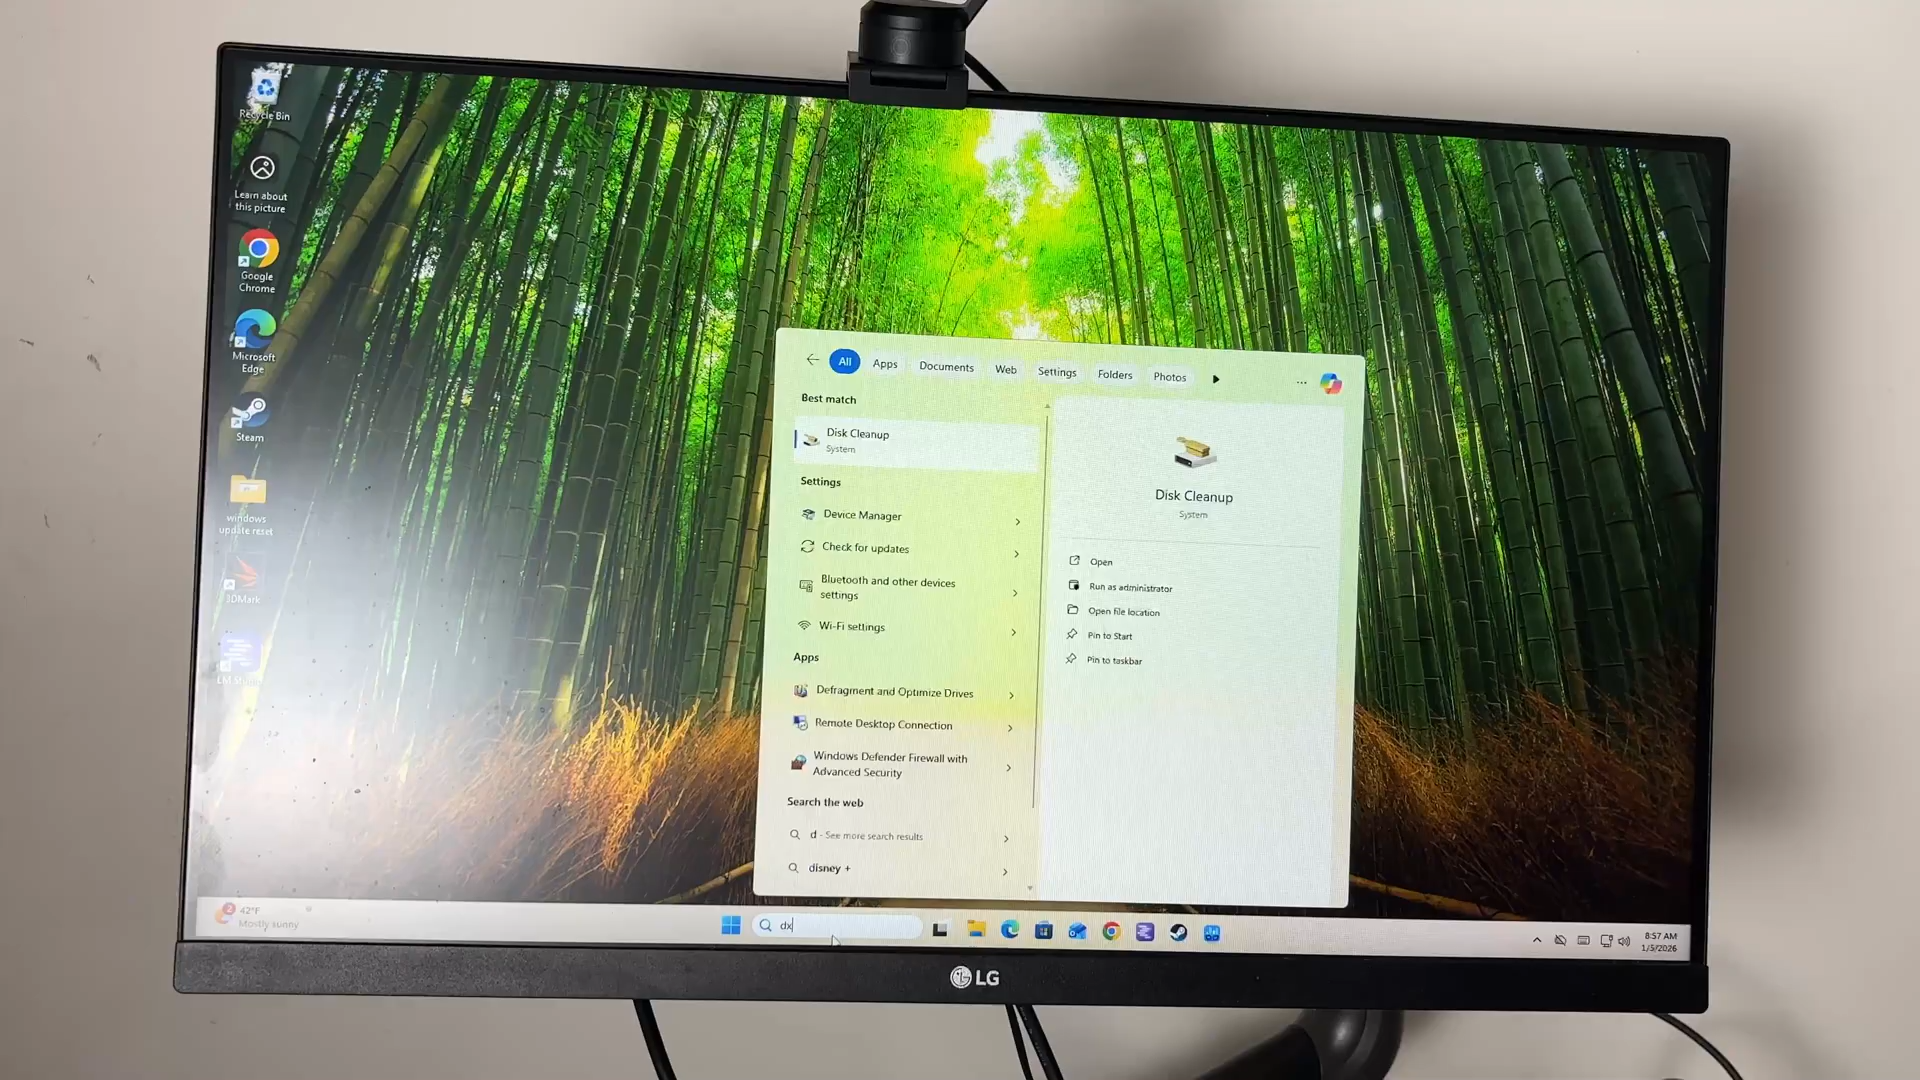 Recycle Bin
Learn about
this picture
Google
Chrome
Microsoft
Edge
Steam
windows
update reset
3DMark
LM Studio
All
Apps
Documents
Web
Settings
Folders
Photos
Best match
Disk Cleanup
System
Settings
Device Manager
Check for updates
Bluetooth and other devices
settings
Wi-Fi settings
Apps
Defragment and Optimize Drives
Remote Desktop Connection
Windows Defender Firewall with
Advanced Security
Search the web
d - See more search results
disney +
Disk Cleanup
System
Open
Run as administrator
Open file location
Pin to Start
Pin to taskbar
2
42°F
Mostly sunny
dx
8:57 AM
1/5/2026
LG